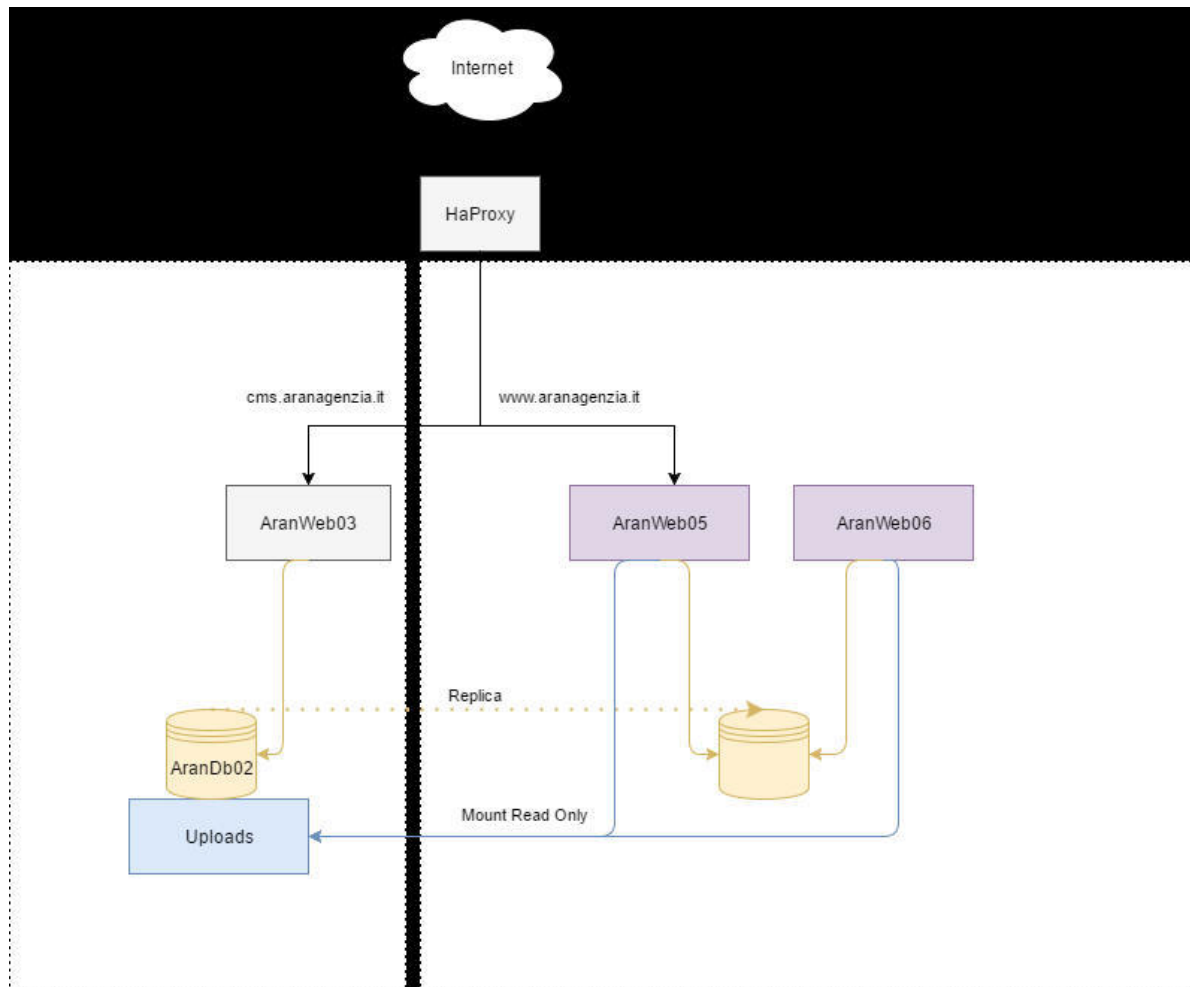 Internet
HaProxy
cms.aranagenzia.it
www.aranagenzia.it
AranWeb03
AranWeb05
AranWeb06
Replica
AranDb02
Mount Read Only
Uploads